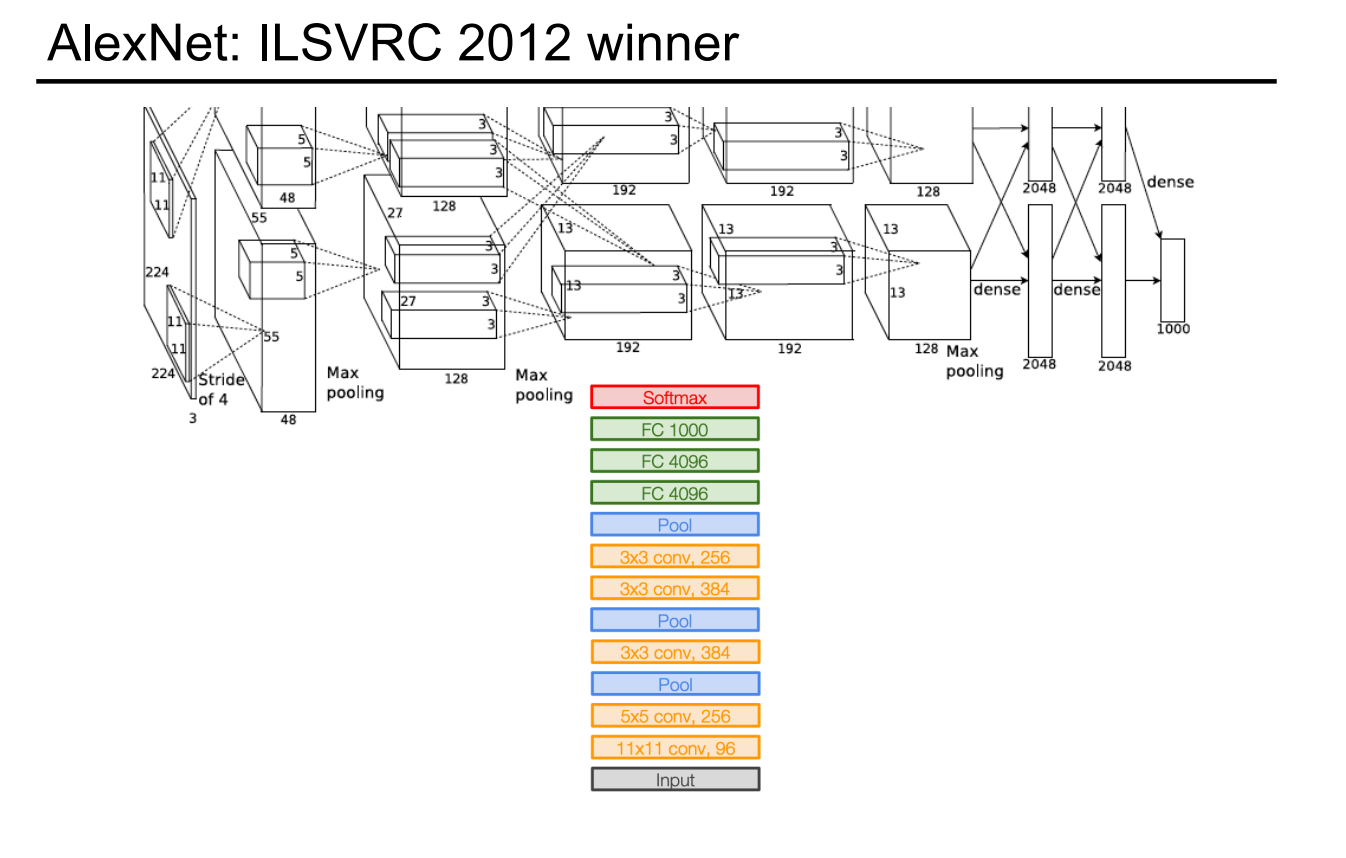 AlexNet: ILSVRC 2012 winner
11
11
224
11
11
224
3
Stride
of 4
5
5
48
55
5
5
55
48
Max
pooling
3
3
3
128
27
3
3
27
3
3
128
Max
pooling
3
3
192
13
3
13
3
192
3
3
192
13
3
3
13
192
128
13
13
128
Max
pooling
2048
2048
dense
dense
dense
2048
2048
1000
Softmax
FC 1000
FC 4096
FC 4096
Pool
3x3 conv, 256
3x3 conv, 384
Pool
3x3 conv, 384
Pool
5x5 conv, 256
11x11 conv, 96
Input